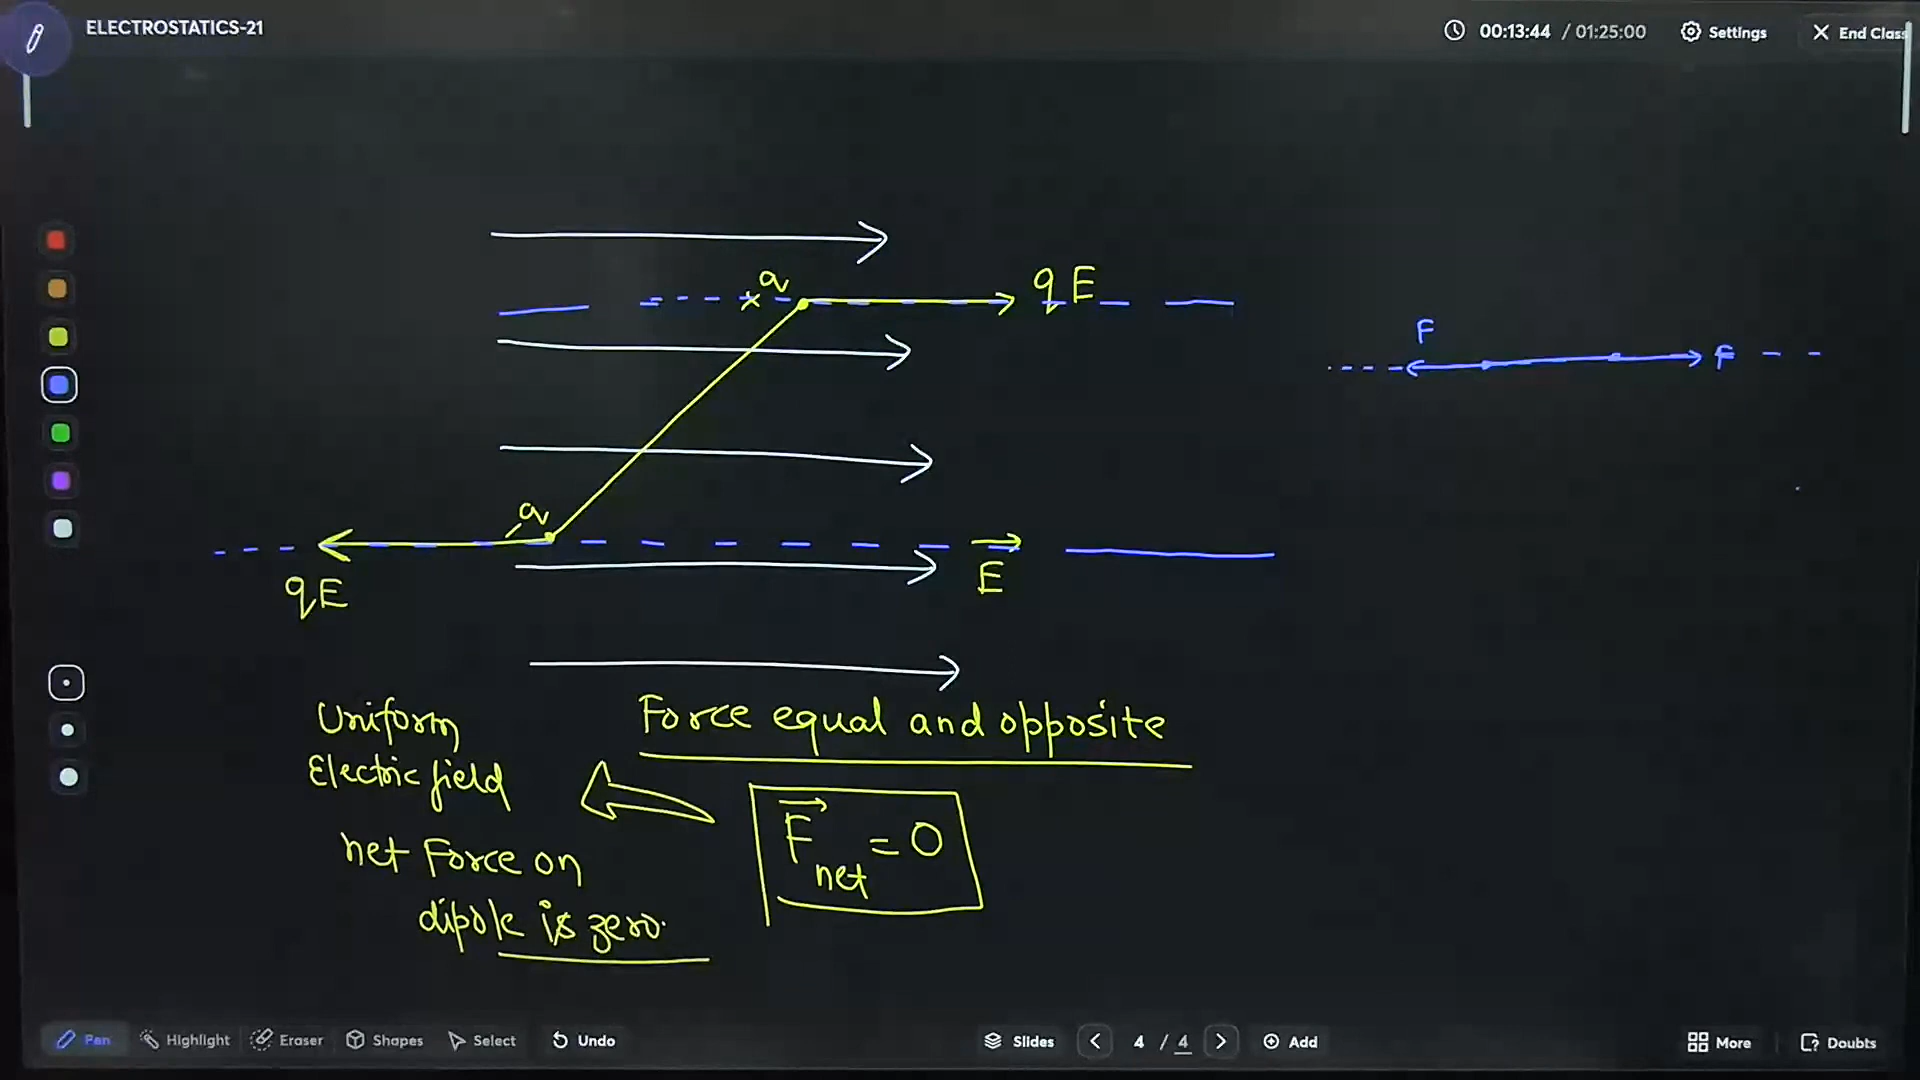 ELECTROSTATICS-21
00:13:44 / 01:25:00
Settings
End Class
q
qE
F
F
-q
qE
E
Uniform
Electric field
net Force on
dipole is zero.
Force equal and opposite
F net = 0
Pen
Highlight
Eraser
Shapes
Select
Undo
Slides
4 / 4
Add
More
Doubts